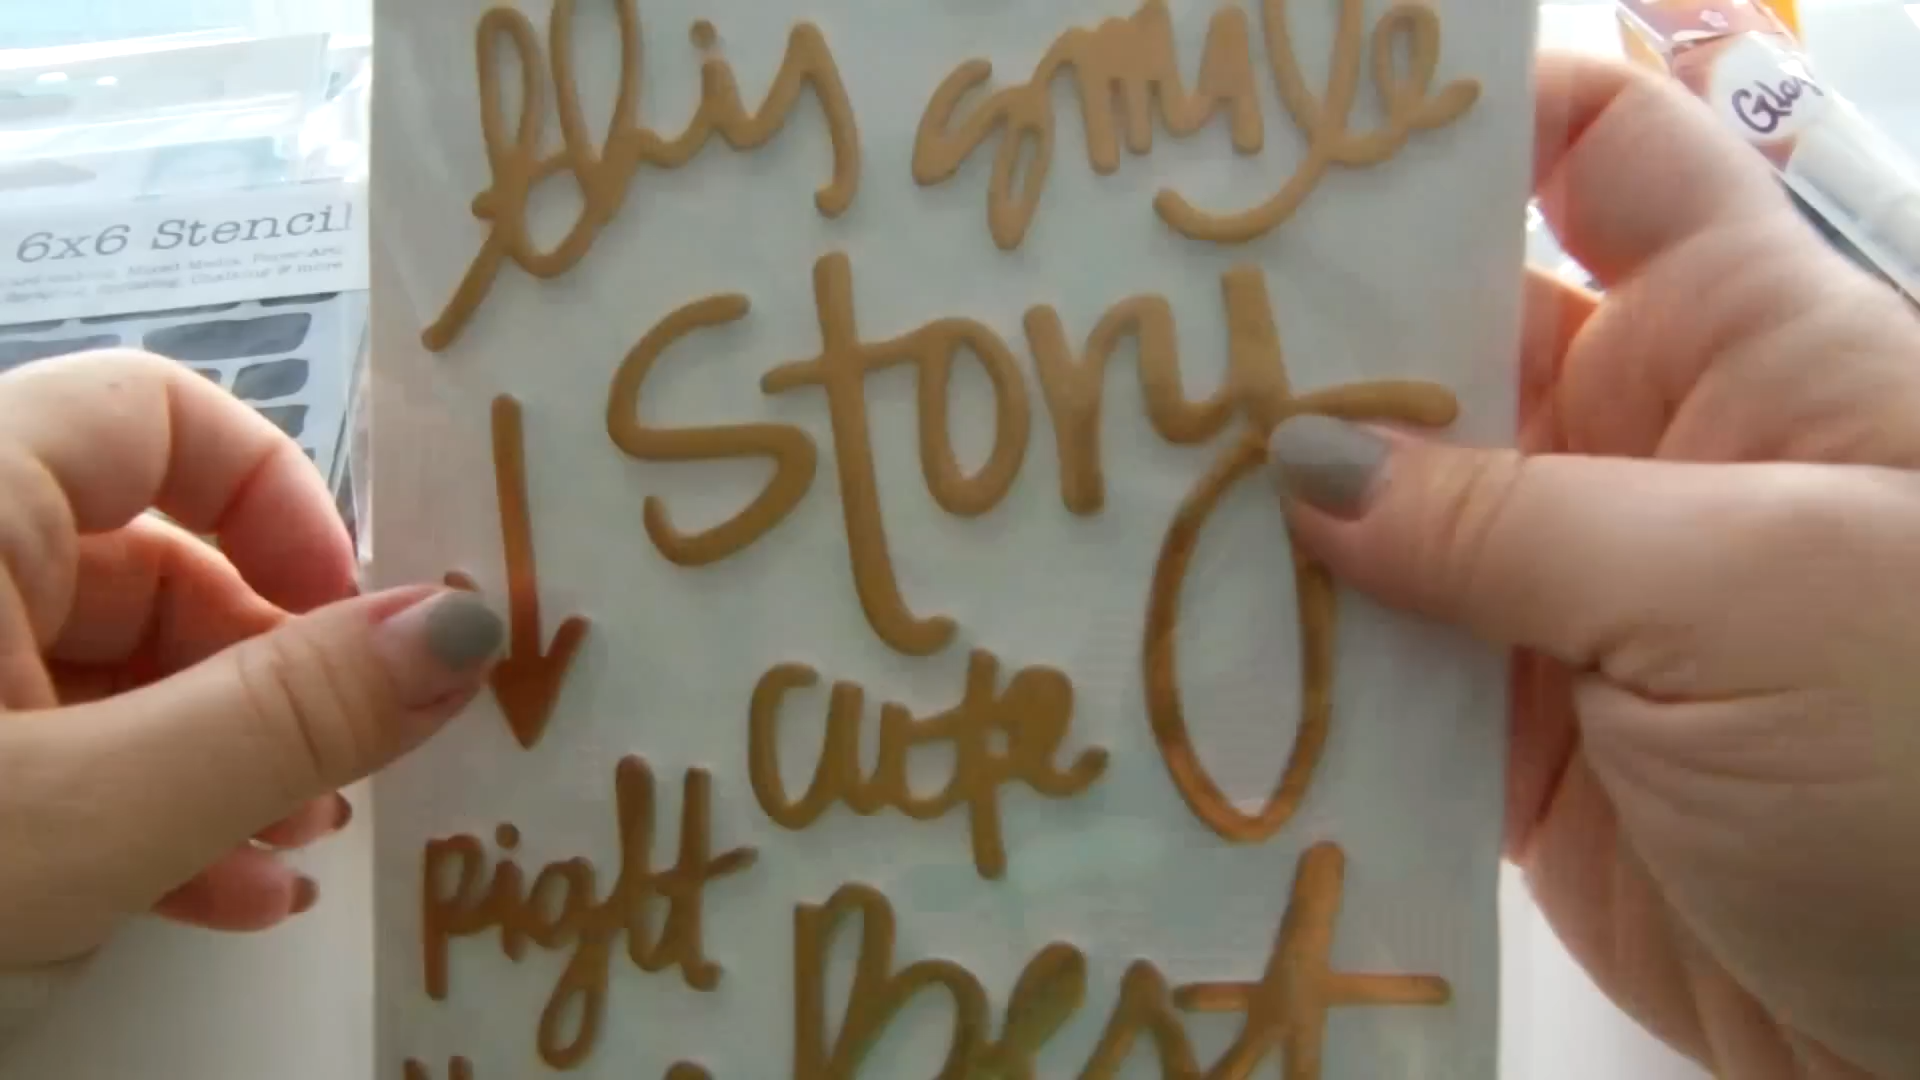 this smile
story
cute
right
Best
6x6 Stencil